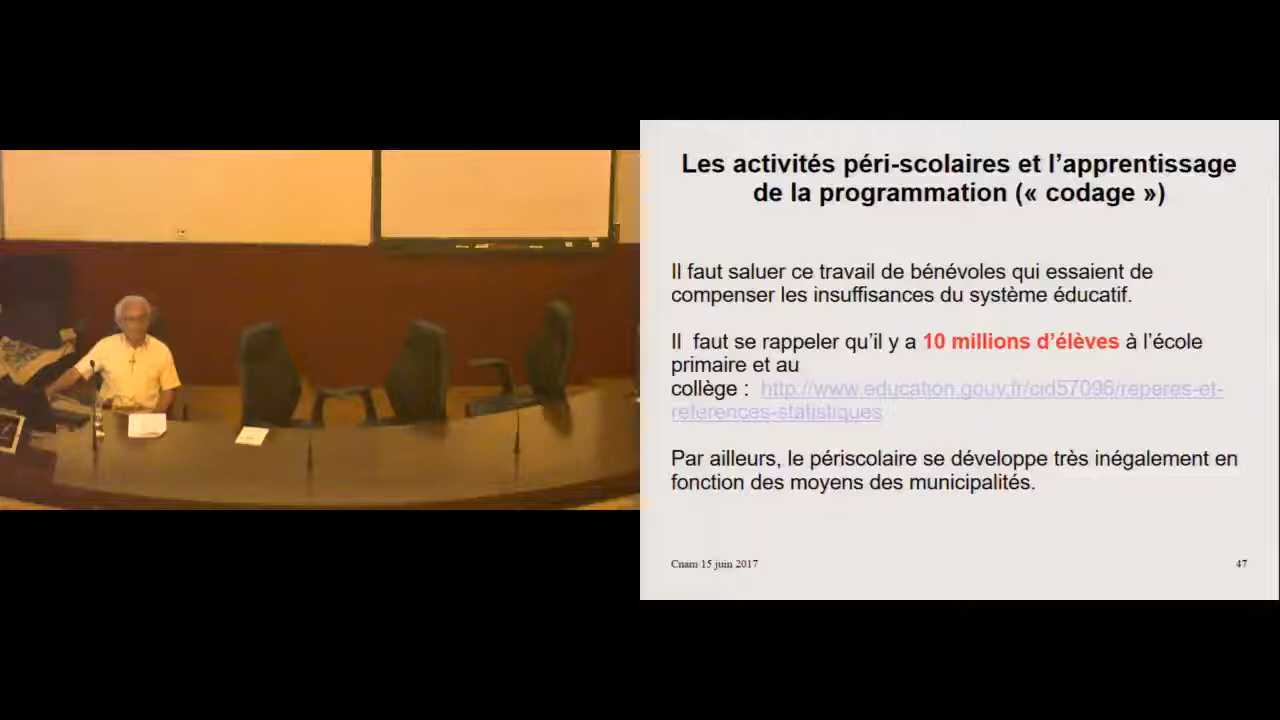 Les activités péri-scolaires et l’apprentissage
de la programmation (« codage »)
Il faut saluer ce travail de bénévoles qui essaient de
compenser les insuffisances du système éducatif.
Il  faut se rappeler qu’il y a 10 millions d’élèves à l’école
primaire et au
collège :  http://www.education.gouv.fr/cid57096/reperes-et-
references-statistiques
Par ailleurs, le périscolaire se développe très inégalement en
fonction des moyens des municipalités.
Cnam 15 juin 2017
47